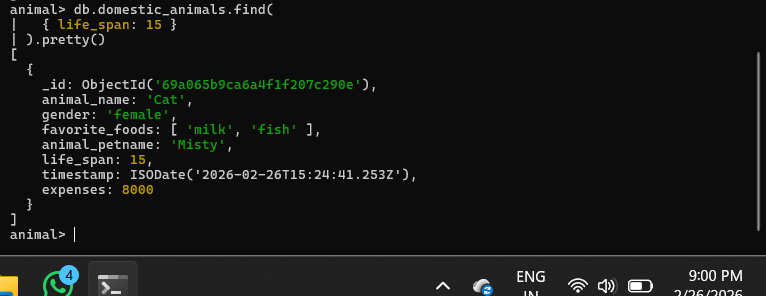 animal> db.domestic_animals.find(
|   { life_span: 15 }
| ).pretty()
[
  {
    _id: ObjectId('69a065b9ca6a4f1f207c290e'),
    animal_name: 'Cat',
    gender: 'female',
    favorite_foods: [ 'milk', 'fish' ],
    animal_petname: 'Misty',
    life_span: 15,
    timestamp: ISODate('2026-02-26T15:24:41.253Z'),
    expenses: 8000
  }
]
animal>
4
ENG
IN
9:00 PM
2/26/2026